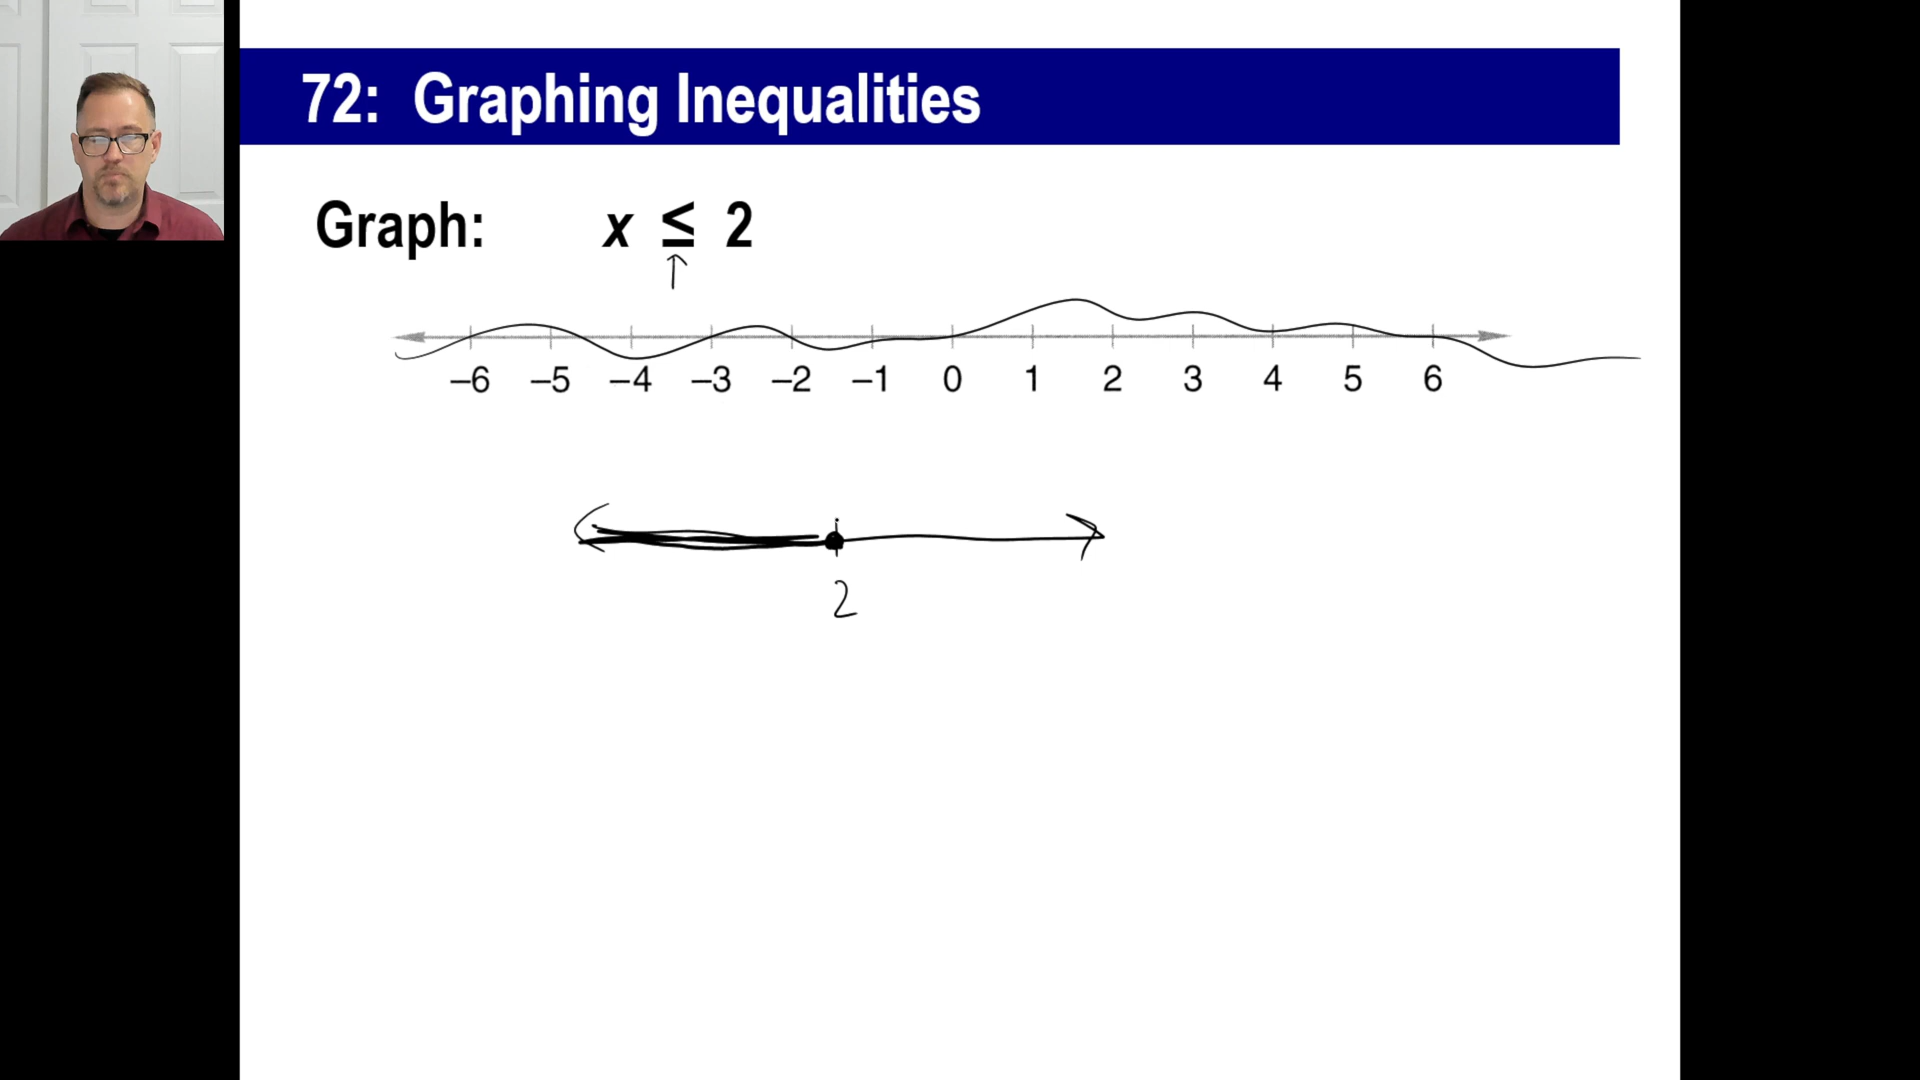 72: Graphing Inequalities
Graph: x ≤ 2
–6 –5 –4 –3 –2 –1 0 1 2 3 4 5 6
2